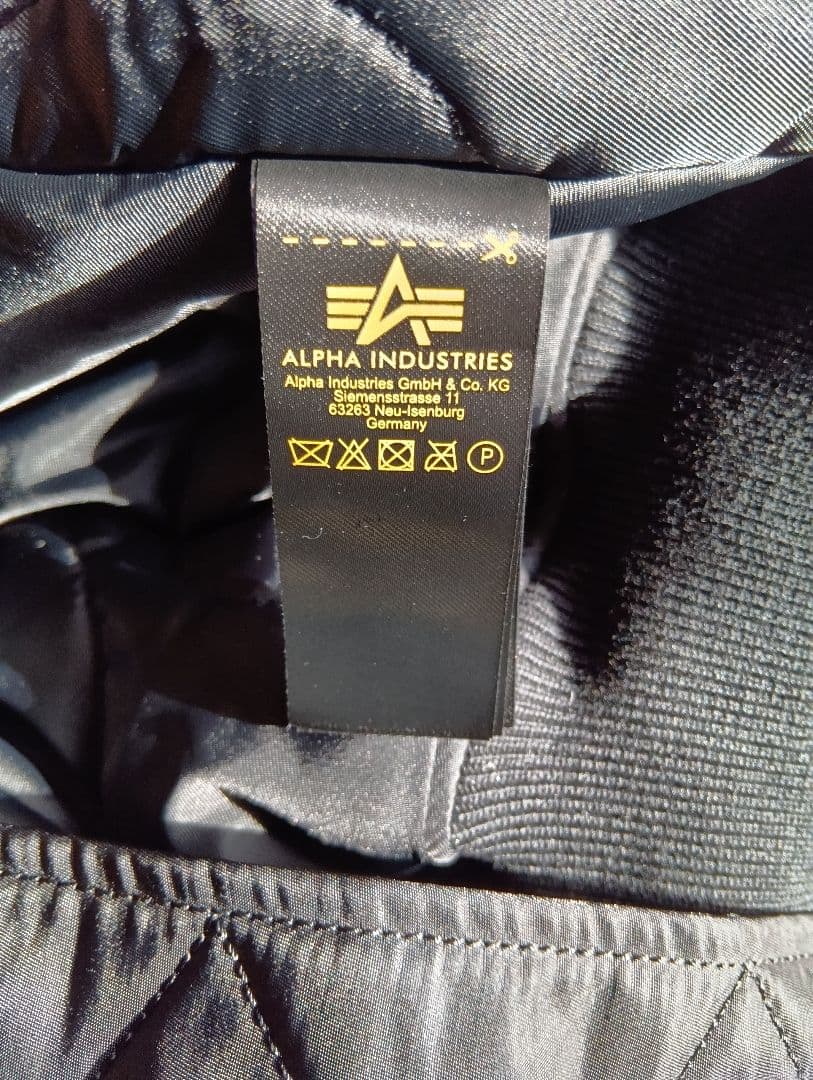 ALPHA INDUSTRIES
Alpha Industries GmbH & Co. KG
Siemensstrasse 11
63263 Neu-Isenburg
Germany
P